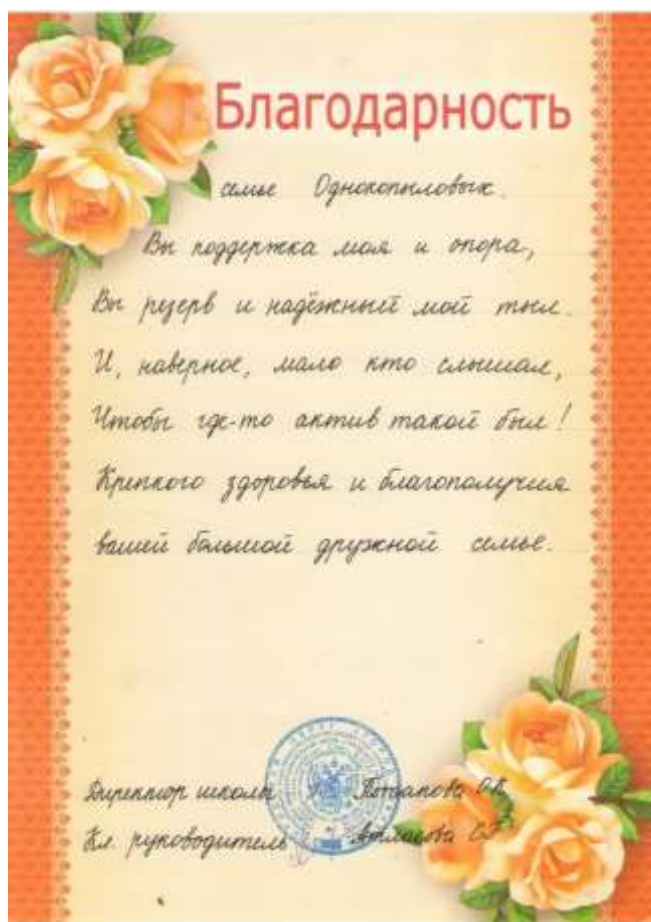 Благодарность
семье Однокопыловых.
Вы поддержка моя и опора,
Вы резерв и надёжный мой тыл.
И, наверное, мало кто слышал,
Чтобы где-то актив такой был!
Крепкого здоровья и благополучия
вашей большой дружной семье.
Директор школы
Кл. руководитель